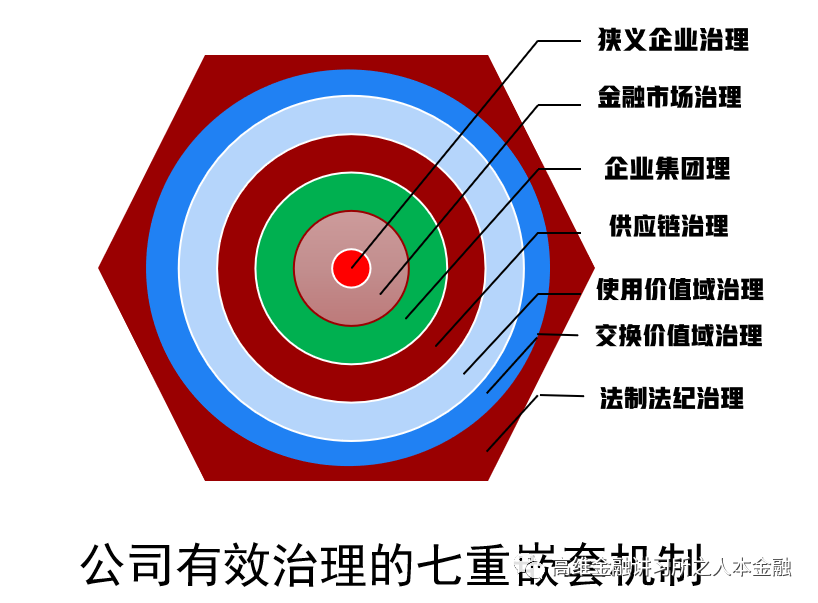 狭义企业治理
金融市场治理
企业集团理
供应链治理
使用价值域治理
交换价值域治理
法制法纪治理
公司有效治理的七重嵌套机制
高维金融讲习所之人本金融